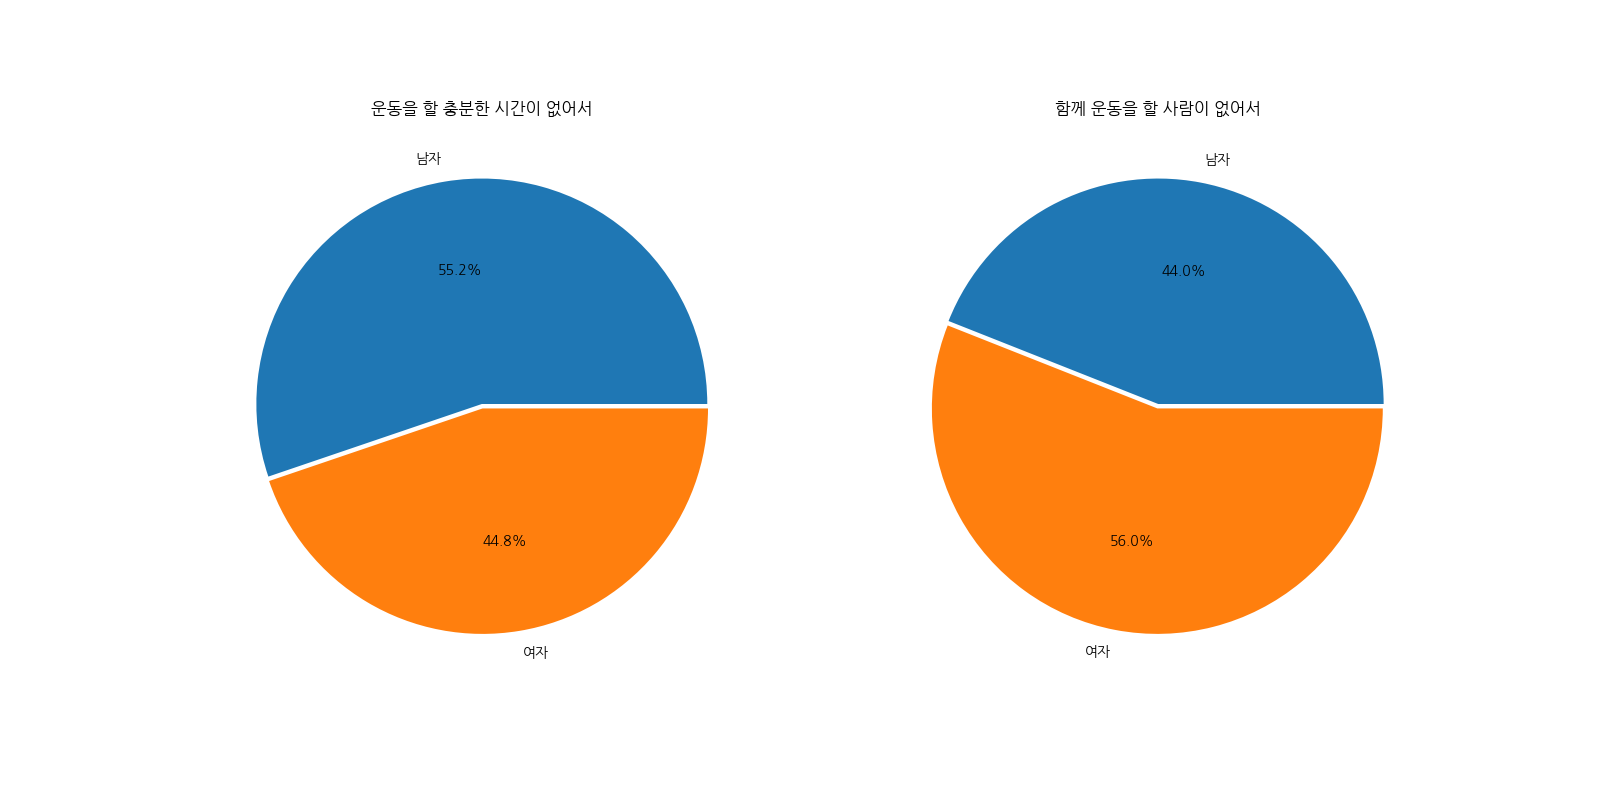 운동을 할 충분한 시간이 없어서
남자
55.2%
44.8%
여자
함께 운동을 할 사람이 없어서
남자
44.0%
56.0%
여자